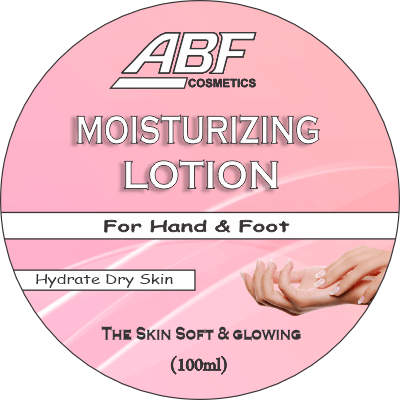 ABF
COSMETICS
MOISTURIZING
LOTION
For Hand & Foot
Hydrate Dry Skin
The Skin Soft & glowing
(100ml)